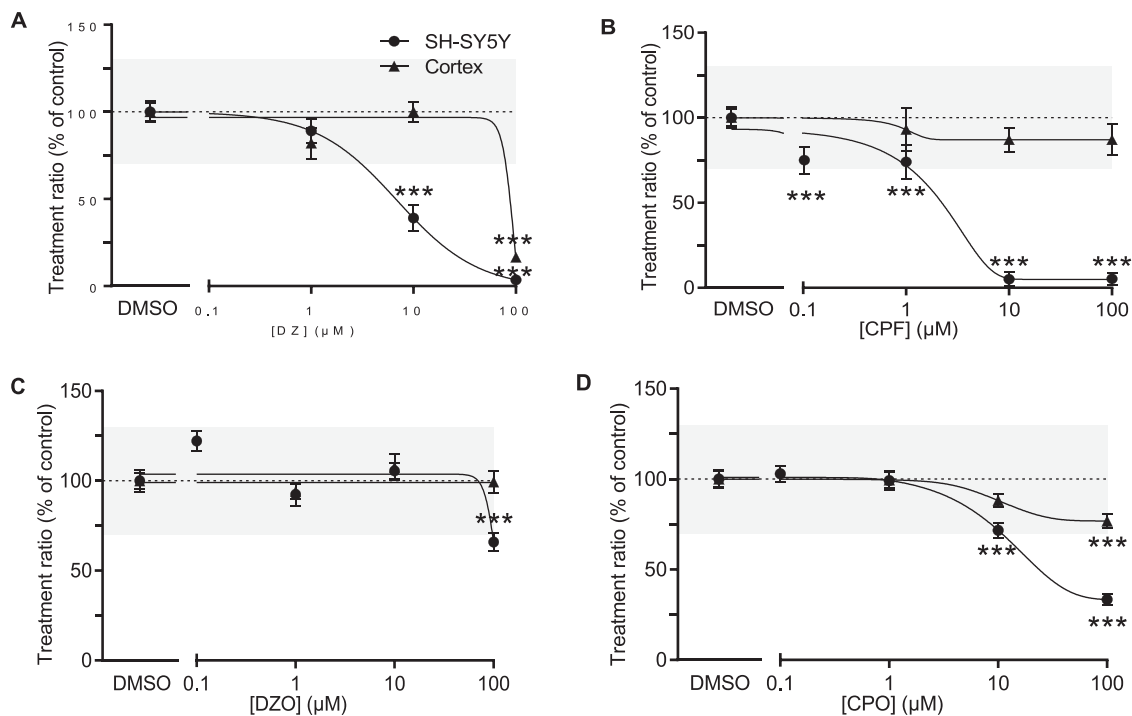 A
Treatment ratio (% of control)
150
100
50
0
SH-SY5Y
Cortex
***
***
***
DMSO
0.1
1
10
100
[DZ] (µM)
B
Treatment ratio (% of control)
150
100
50
0
***
***
***
***
DMSO
0.1
1
10
100
[CPF] (µM)
C
Treatment ratio (% of control)
150
100
50
0
***
DMSO
0.1
1
10
100
[DZO] (µM)
D
Treatment ratio (% of control)
150
100
50
0
***
***
***
DMSO
0.1
1
10
100
[CPO] (µM)